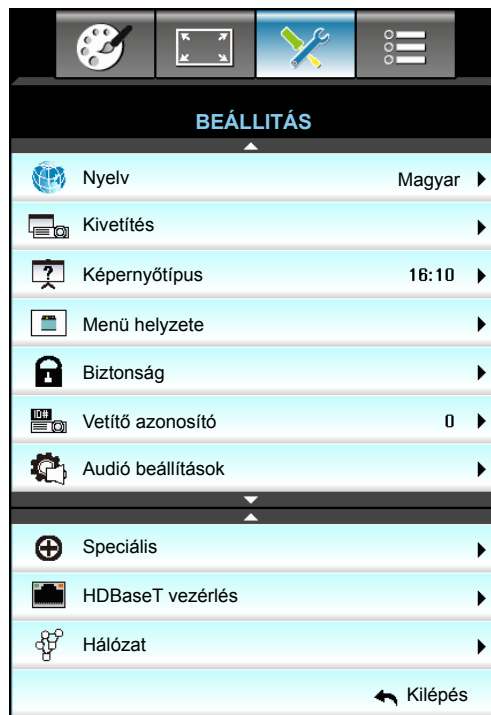 BEÁLLITÁS
Nyelv Magyar
Kivetítés
? Képernyőtípus 16:10
Menü helyzete
Biztonság
ID# Vetítő azonosító 0
Audió beállítások
Speciális
HDBaseT vezérlés
Hálózat
Kilépés